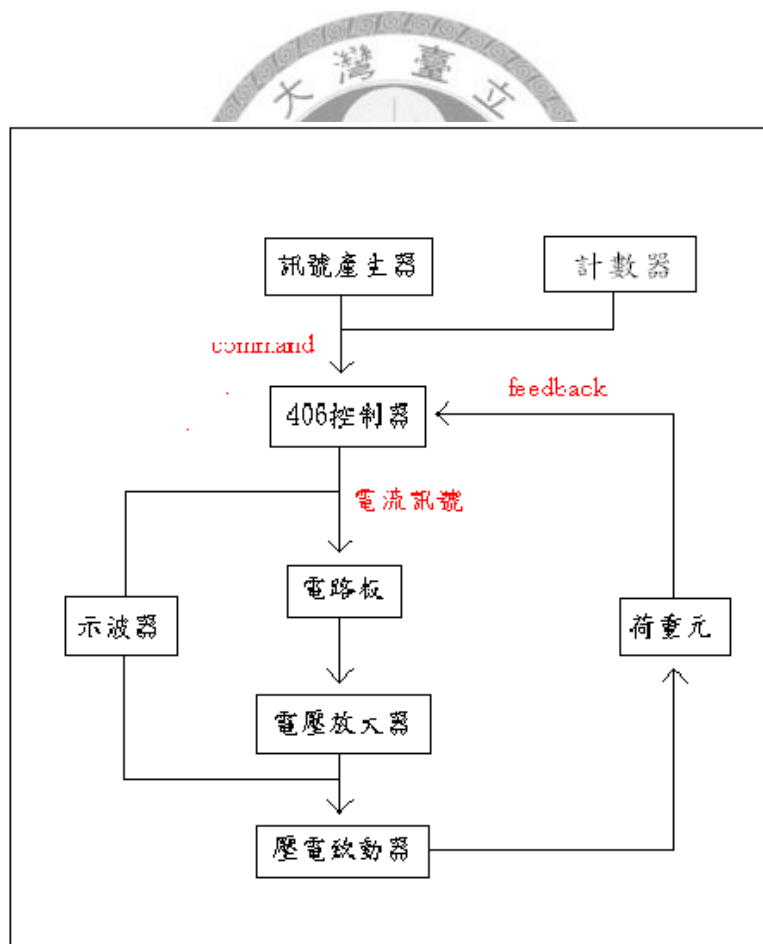 大灣臺立
訊號產生器
計數器
command
feedback
406控制器
電流訊號
電路板
示波器
荷重元
電壓放大器
壓電致動器